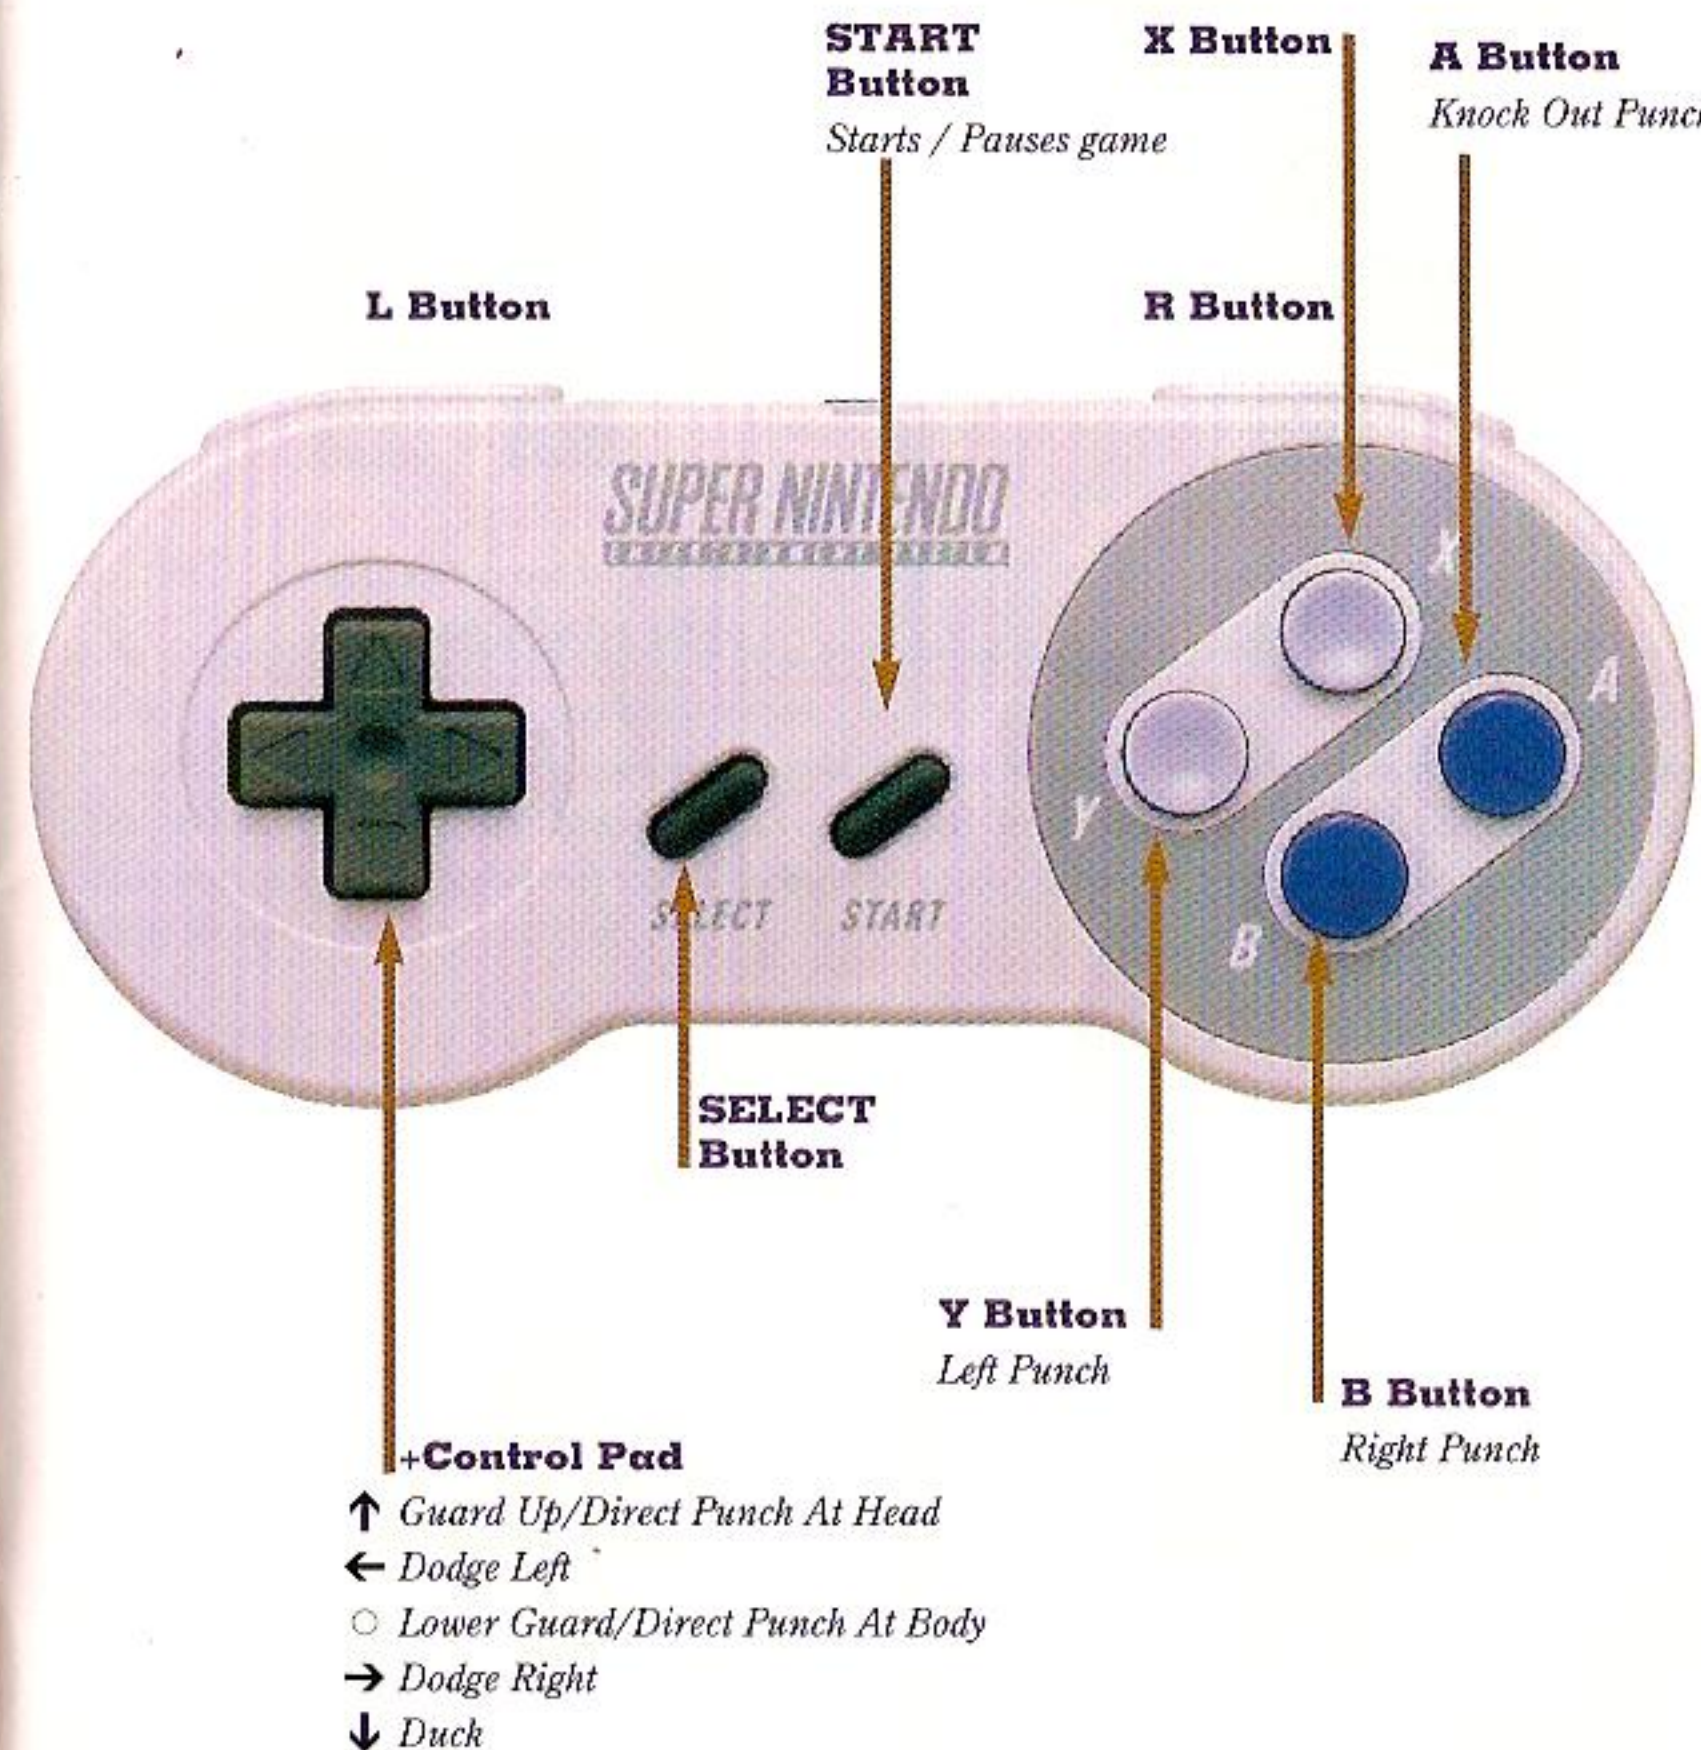 START
Button
Starts / Pauses game
X Button
A Button
Knock Out Punch
L Button
R Button
SUPER NINTENDO
X
A
Y
B
SELECT
START
SELECT
Button
Y Button
Left Punch
B Button
Right Punch
+Control Pad
↑ Guard Up/Direct Punch At Head
← Dodge Left
○ Lower Guard/Direct Punch At Body
→ Dodge Right
↓ Duck